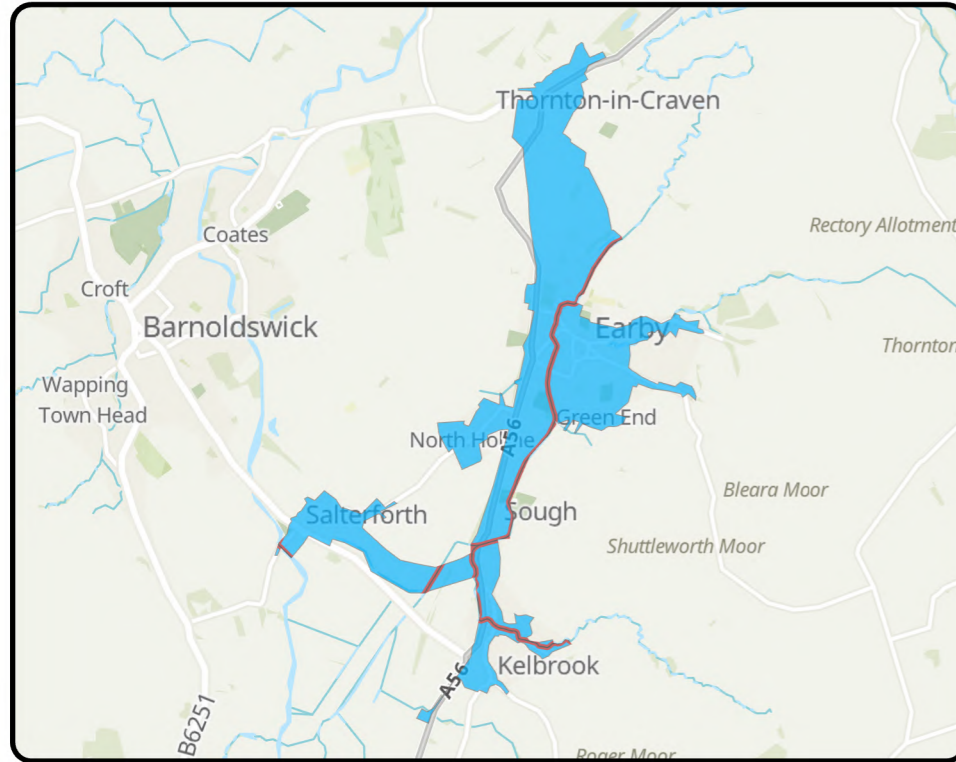 Thornton-in-Craven
Rectory Allotment
Coates
Croft
Barnoldswick
Earby
Thornton
Wapping
Town Head
Green End
North Holme
A56
Bleara Moor
Salterforth
Sough
Shuttleworth Moor
Kelbrook
A56
B6251
Roger Moor